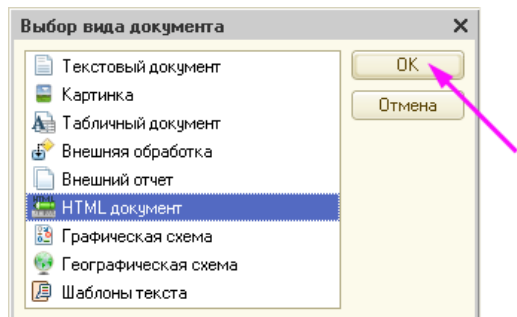 Выбор вида документа
Текстовый документ
OK
Картинка
Отмена
Табличный документ
Внешняя обработка
Внешний отчет
HTML документ
Графическая схема
Географическая схема
Шаблоны текста